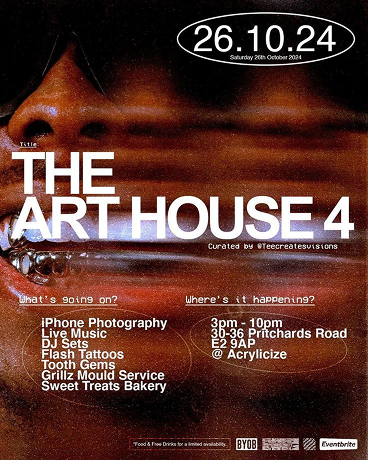 26.10.24
Saturday 26th October 2024
Title
THE
ART HOUSE 4
Curated by @Teecreatesvisions
What's going on?
iPhone Photography
Live Music
DJ Sets
Flash Tattoos
Tooth Gems
Grillz Mould Service
Sweet Treats Bakery
Where's it happening?
3pm - 10pm
30-36 Pritchards Road
E2 9AP
@ Acrylicize
*Food & Free Drinks for a limited availability.
BYOB
Eventbrite